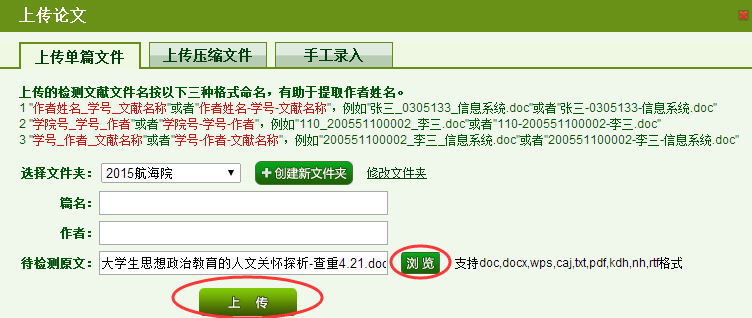 上传论文
上传单篇文件 上传压缩文件 手工录入
上传的检测文献文件名按以下三种格式命名，有助于提取作者姓名。
1 "作者姓名_学号_文献名称"或者"作者姓名-学号-文献名称"，例如"张三_0305133_信息系统.doc"或者"张三-0305133-信息系统.doc"
2 "学院号_学号_作者"或者"学院号-学号-作者"，例如"110_200551100002_李三.doc"或者"110-200551100002-李三.doc"
3 "学号_作者_文献名称"或者"学号-作者-文献名称"，例如"200551100002_李三_信息系统.doc"或者"200551100002-李三-信息系统.doc"
选择文件夹: 2015航海院 创建新文件夹 修改文件夹
篇名:
作者:
待检测原文: 大学生思想政治教育的人文关怀探析-查重4.21.doc 浏览 支持doc,docx,wps,caj,txt,pdf,kdh,nh,rtf格式
上 传